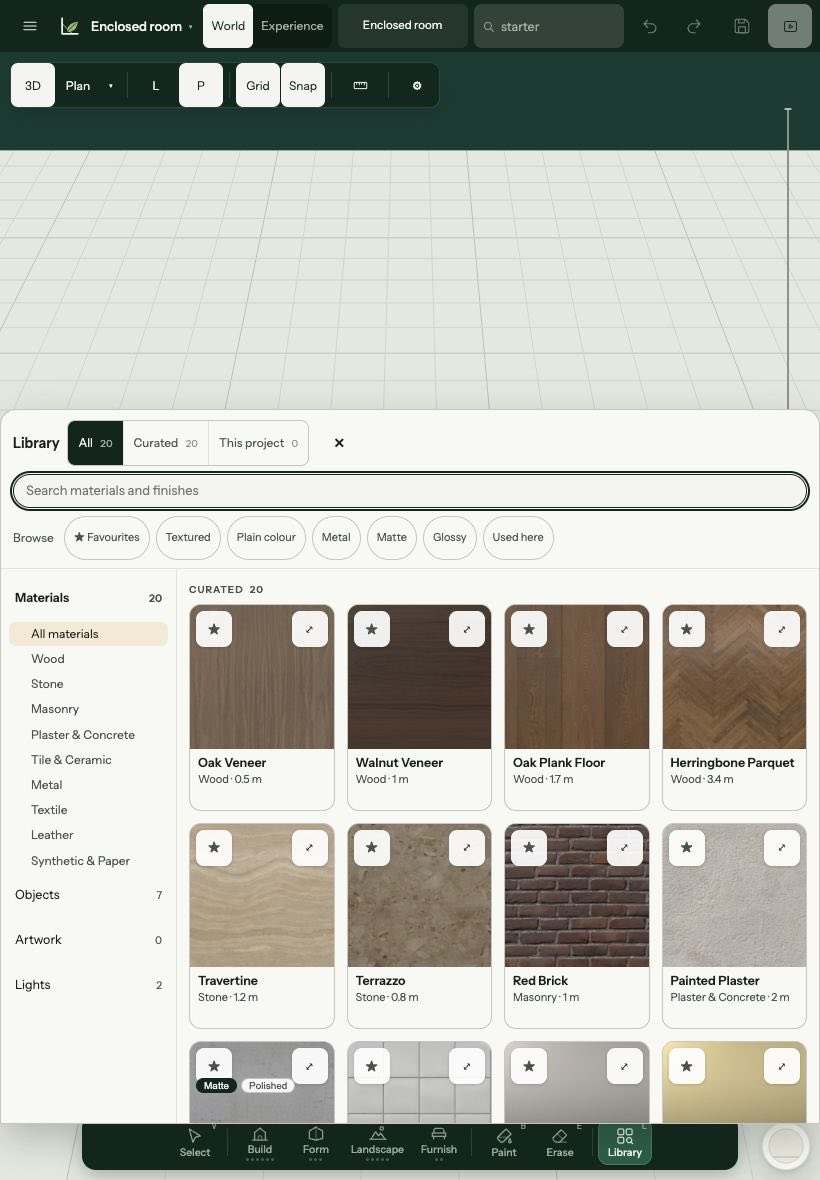 Enclosed room
World
Experience
Enclosed room
starter
3D
Plan
L
P
Grid
Snap
Library
All 20
Curated 20
This project 0
Search materials and finishes
Browse
Favourites
Textured
Plain colour
Metal
Matte
Glossy
Used here
Materials 20
All materials
Wood
Stone
Masonry
Plaster & Concrete
Tile & Ceramic
Metal
Textile
Leather
Synthetic & Paper
Objects 7
Artwork 0
Lights 2
CURATED 20
Oak Veneer
Wood · 0.5 m
Walnut Veneer
Wood · 1 m
Oak Plank Floor
Wood · 1.7 m
Herringbone Parquet
Wood · 3.4 m
Travertine
Stone · 1.2 m
Terrazzo
Stone · 0.8 m
Red Brick
Masonry · 1 m
Painted Plaster
Plaster & Concrete · 2 m
Matte
Polished
Select
Build
Form
Landscape
Furnish
Paint
Erase
Library